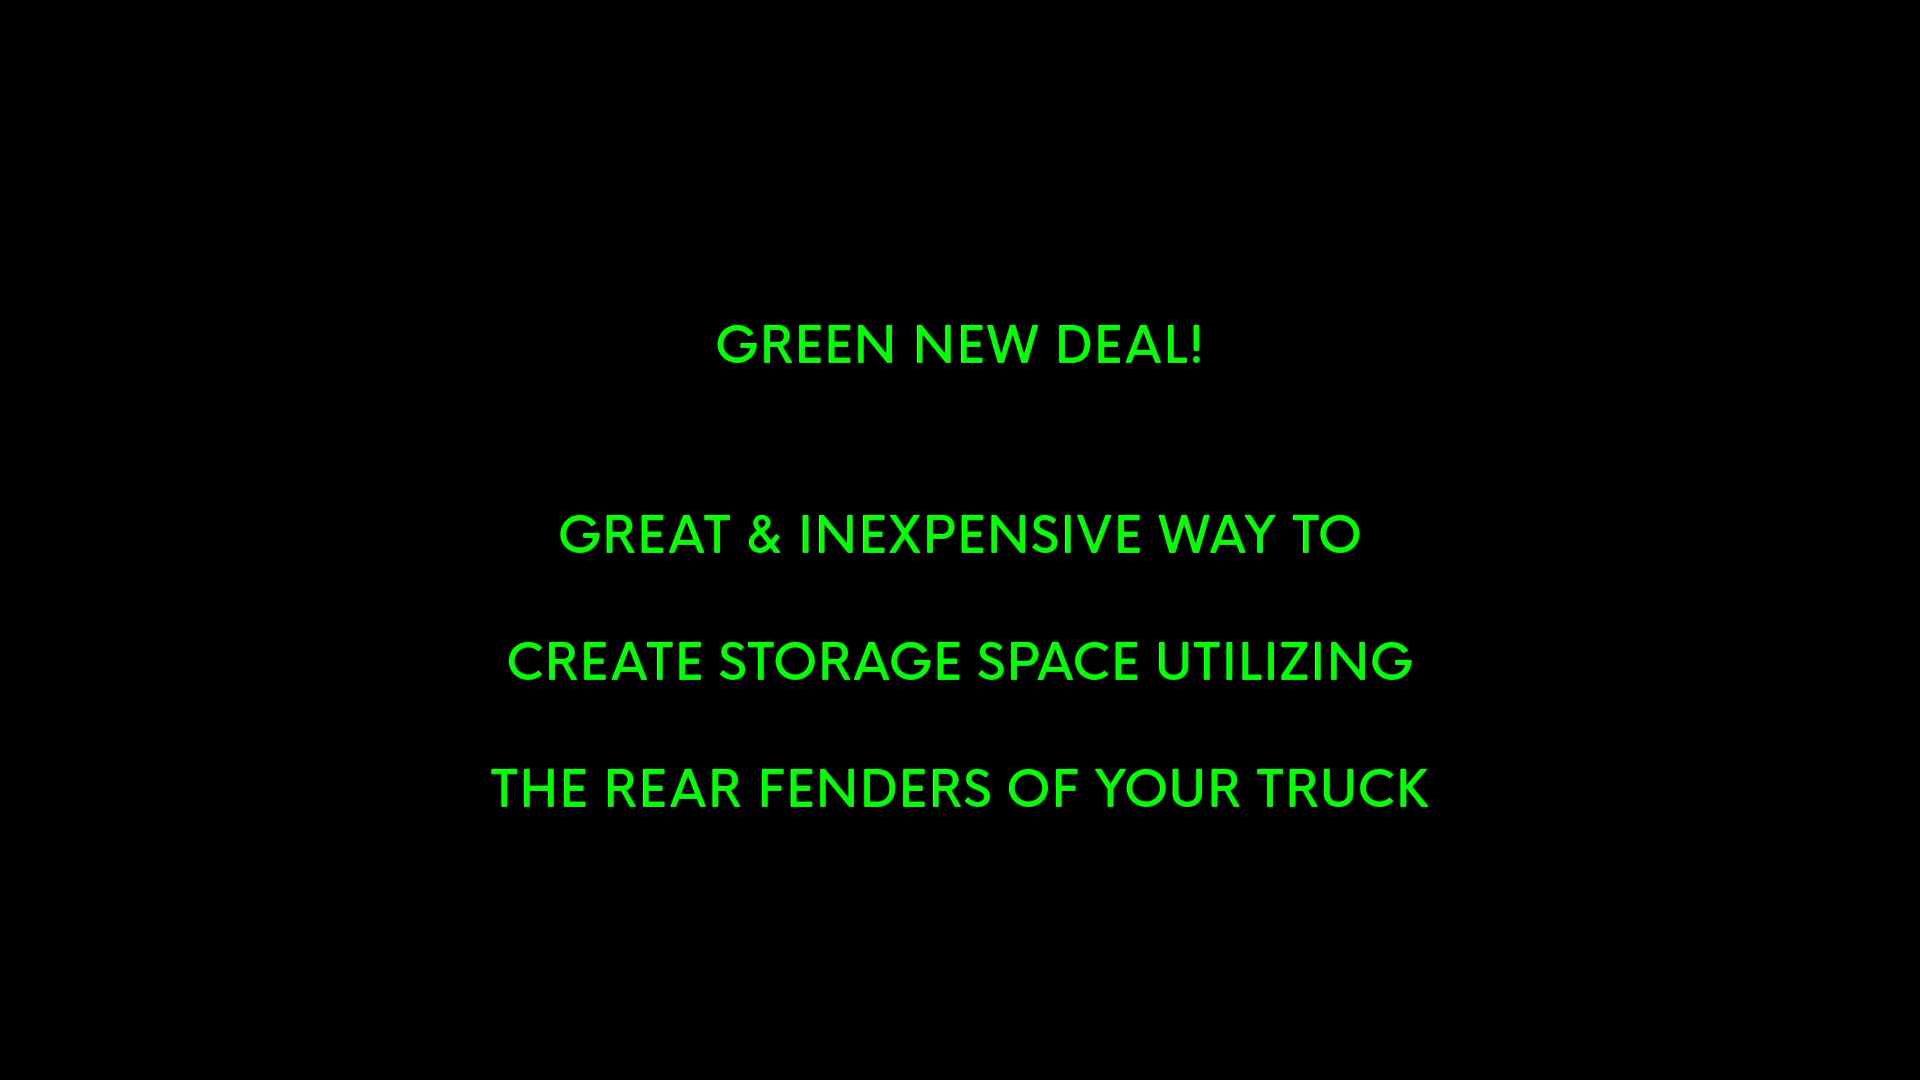 GREEN NEW DEAL!
GREAT & INEXPENSIVE WAY TO
CREATE STORAGE SPACE UTILIZING
THE REAR FENDERS OF YOUR TRUCK